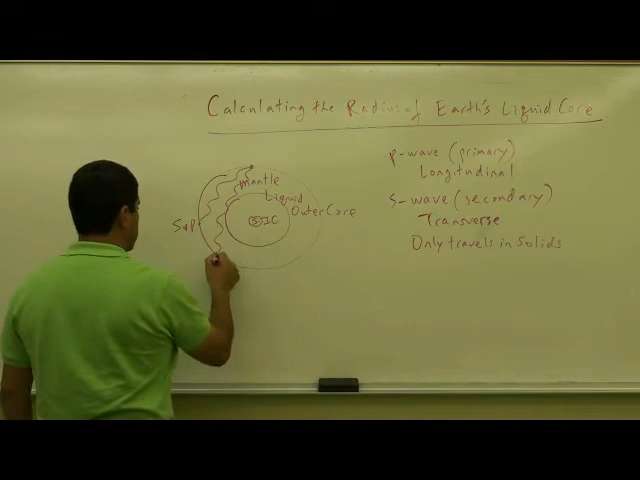 Calculating the Radius of Earth's Liquid Core
P-wave (primary)
Longitudinal
S-wave (secondary)
Transverse
Only travels in Solids
mantle
Liquid
Outer Core
(S)IC
S+P